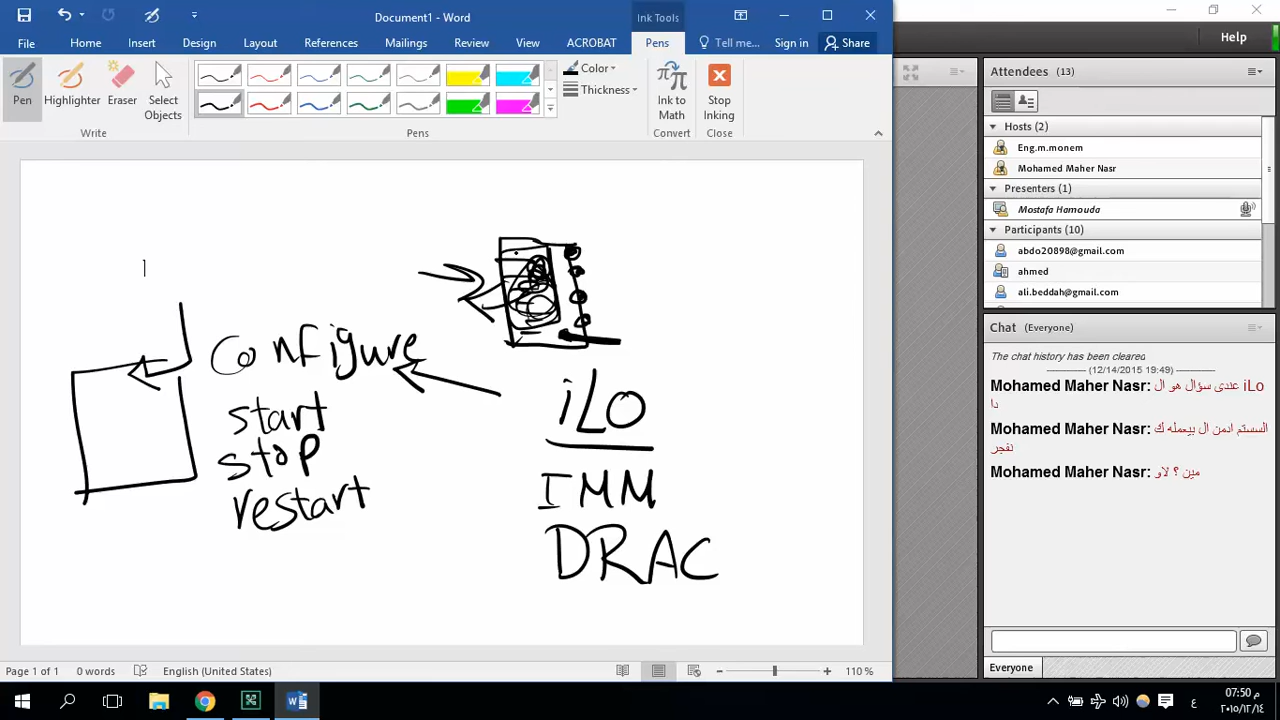 Document1 - Word
Ink Tools
File
Home
Insert
Design
Layout
References
Mailings
Review
View
ACROBAT
Pens
Tell me...
Sign in
Share
Help
Pen
Highlighter
Eraser
Select Objects
Color
Thickness
Ink to Math
Stop Inking
Write
Pens
Convert
Close
Configure
start
stop
restart
iLo
IMM
DRAC
Attendees (13)
Hosts (2)
Eng.m.monem
Mohamed Maher Nasr
Presenters (1)
Mostafa Hamouda
Participants (10)
abdo20898@gmail.com
ahmed
ali.beddah@gmail.com
Chat (Everyone)
The chat history has been cleared
(12/14/2015 19:49)
Mohamed Maher Nasr: عندى سؤال هو ال iLo
دا
Mohamed Maher Nasr: السستم ادمن ال بيعمله ك
نفجر
Mohamed Maher Nasr: مين ؟ لاو
Everyone
Page 1 of 1
0 words
English (United States)
110 %
ع
07:50 م
٢٠١٥/١٢/١٤